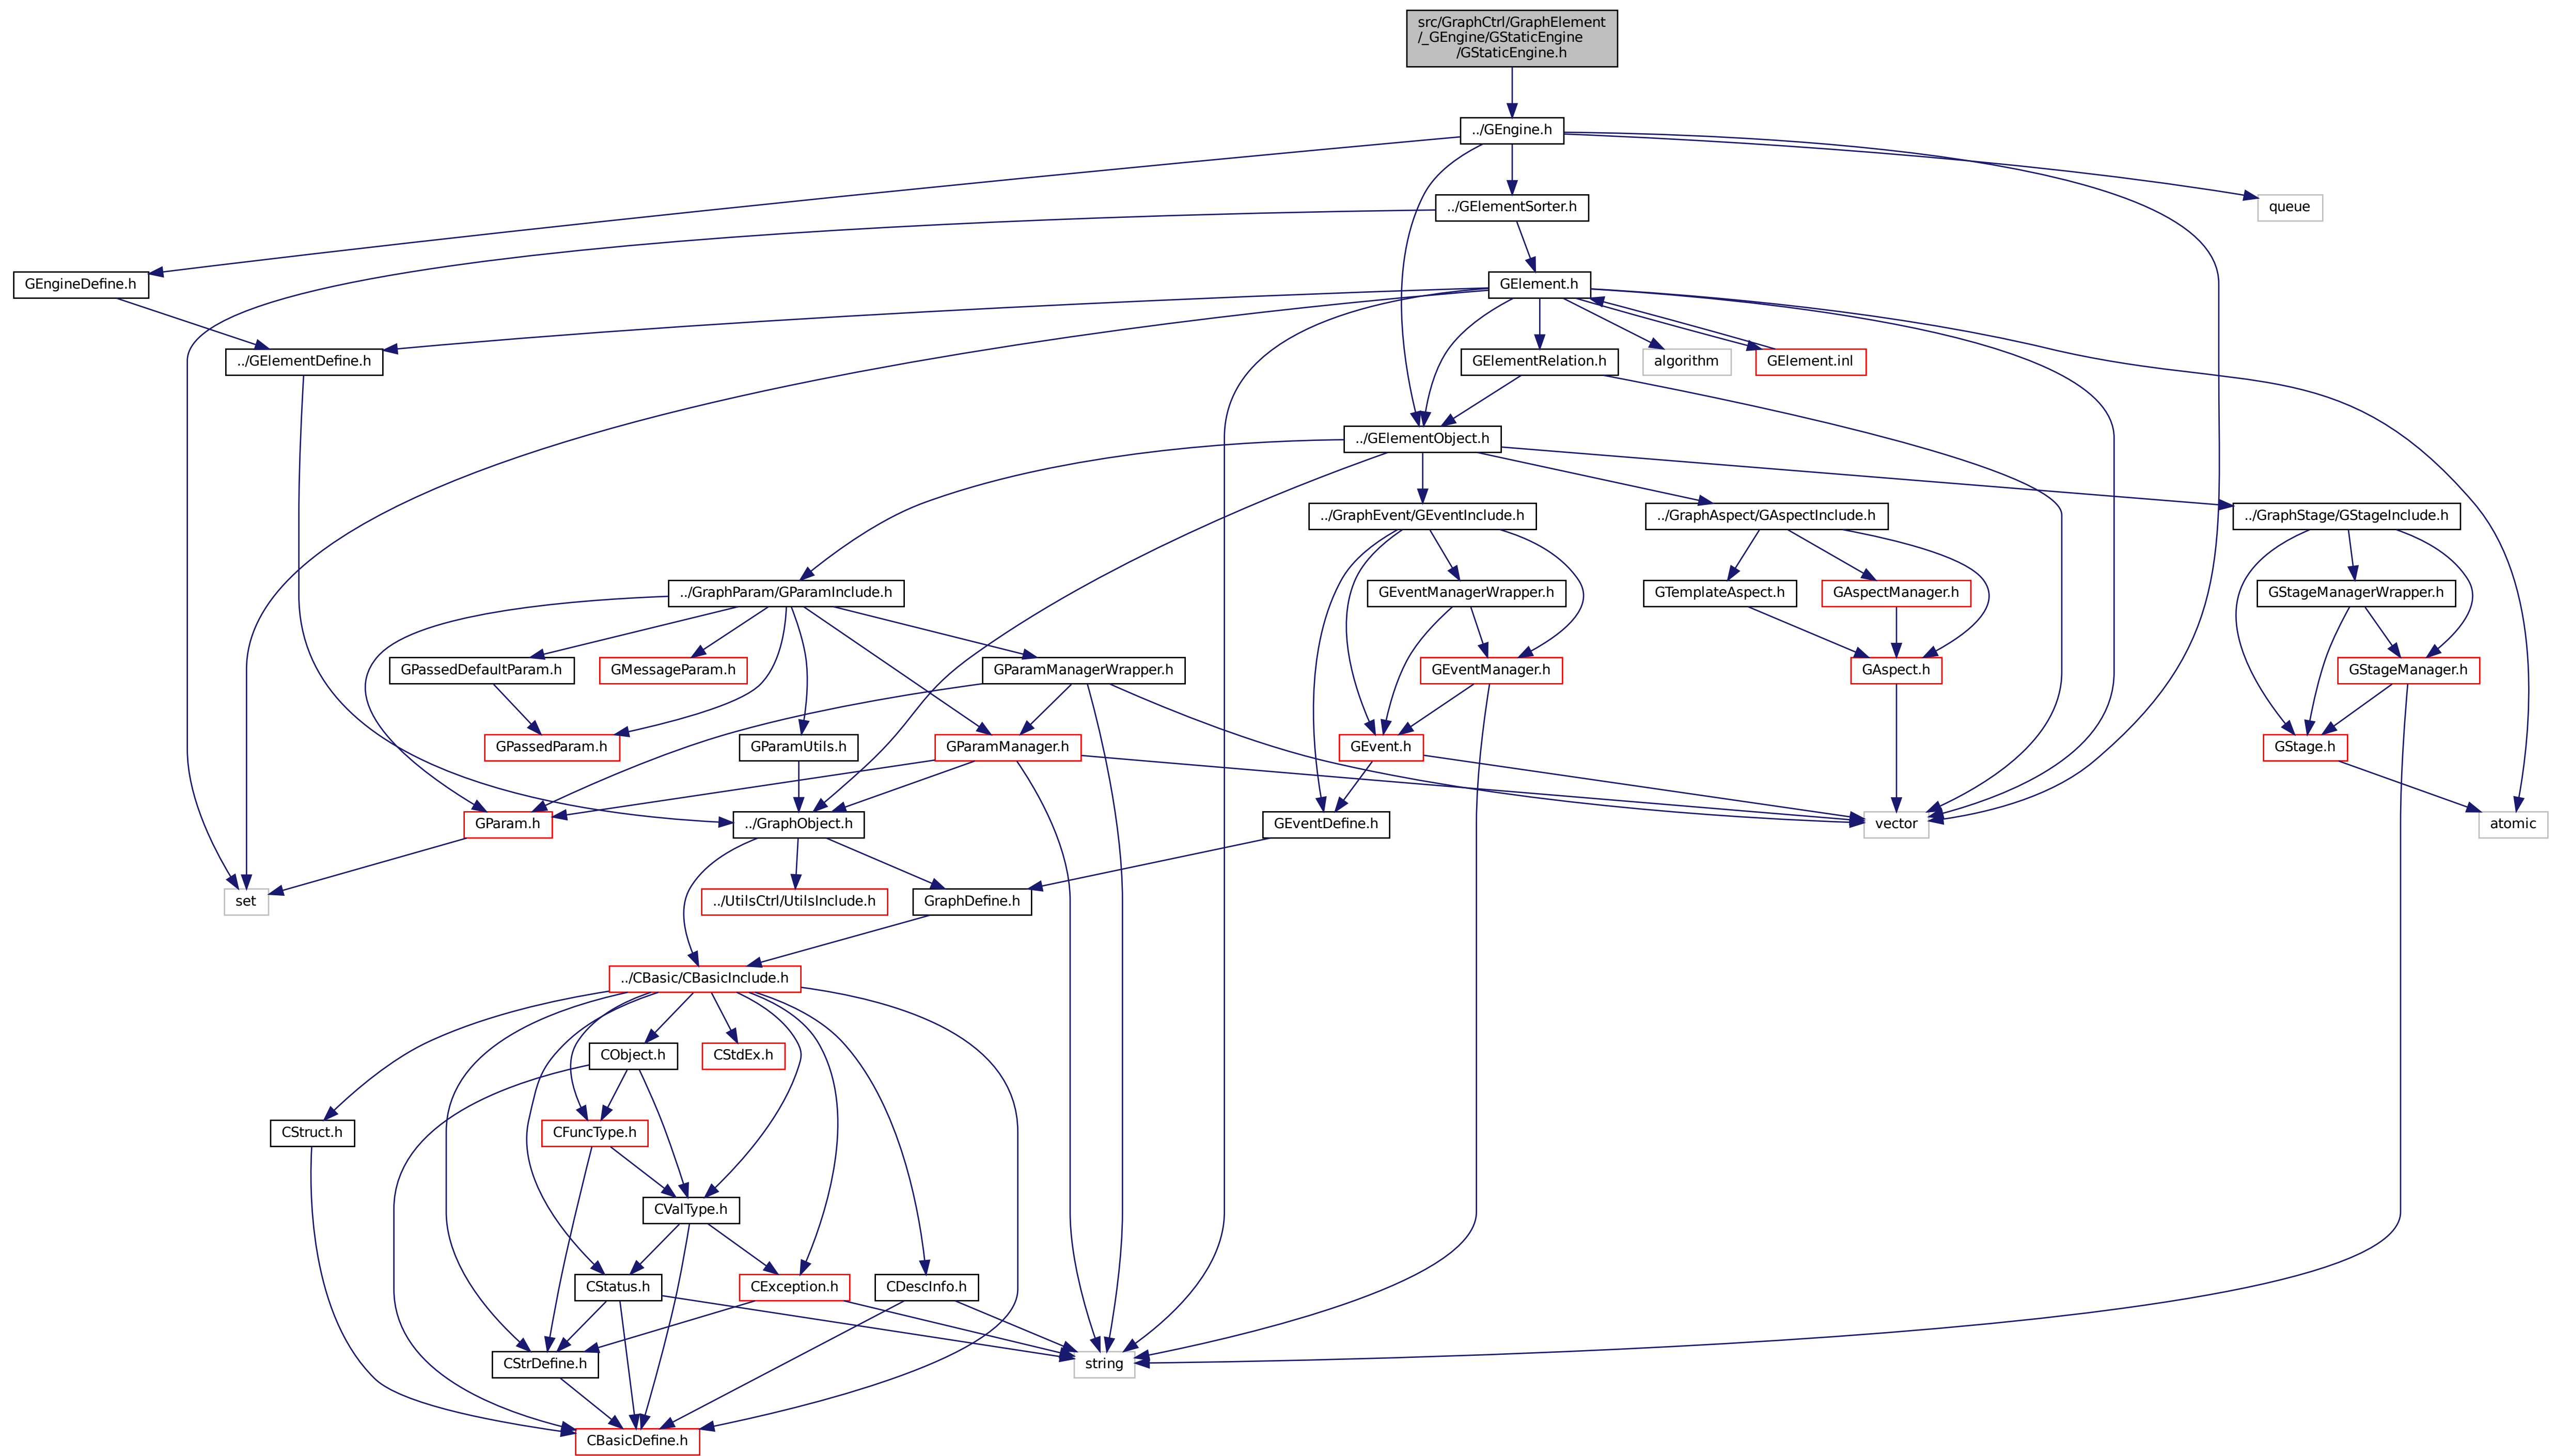 src/GraphCtrl/GraphElement
/_GEngine/GStaticEngine
/GStaticEngine.h
../GEngine.h
../GElementSorter.h
queue
GEngineDefine.h
GElement.h
../GElementDefine.h
GElementRelation.h
algorithm
GElement.inl
../GElementObject.h
../GraphEvent/GEventInclude.h
../GraphAspect/GAspectInclude.h
../GraphStage/GStageInclude.h
../GraphParam/GParamInclude.h
GEventManagerWrapper.h
GTemplateAspect.h
GAspectManager.h
GStageManagerWrapper.h
GPassedDefaultParam.h
GMessageParam.h
GParamManagerWrapper.h
GEventManager.h
GAspect.h
GStageManager.h
GPassedParam.h
GParamUtils.h
GParamManager.h
GEvent.h
GStage.h
GParam.h
../GraphObject.h
GEventDefine.h
vector
atomic
set
../UtilsCtrl/UtilsInclude.h
GraphDefine.h
../CBasic/CBasicInclude.h
CObject.h
CStdEx.h
CStruct.h
CFuncType.h
CValType.h
CStatus.h
CException.h
CDescInfo.h
CStrDefine.h
string
CBasicDefine.h